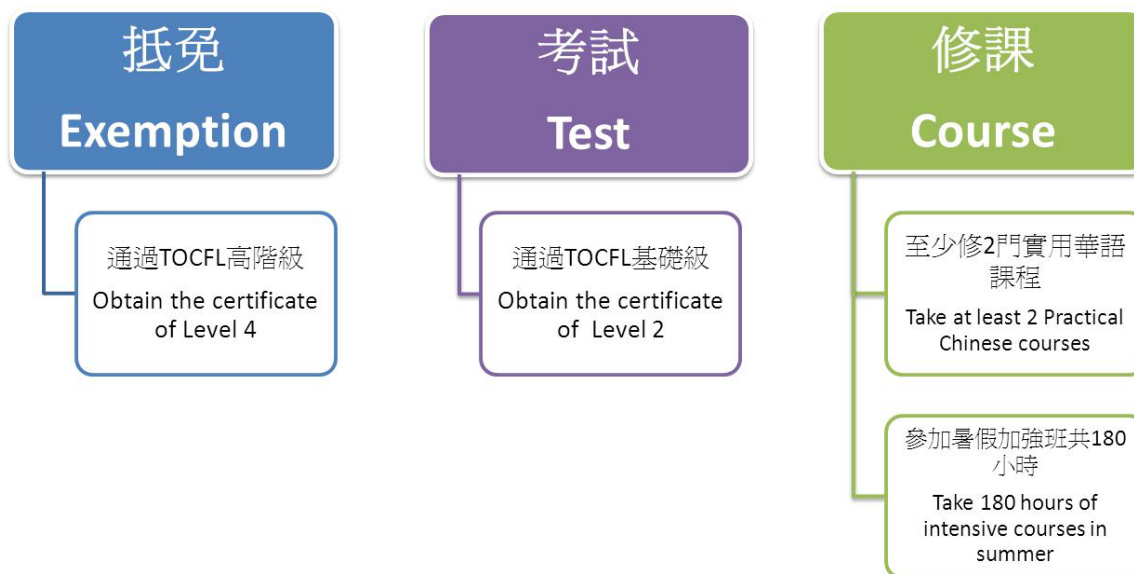 抵免
Exemption
通過TOCFL高階級
Obtain the certificate
of Level 4
考試
Test
通過TOCFL基礎級
Obtain the certificate
of Level 2
修課
Course
至少修2門實用華語
課程
Take at least 2 Practical
Chinese courses
參加暑假加強班共180
小時
Take 180 hours of
intensive courses in
summer